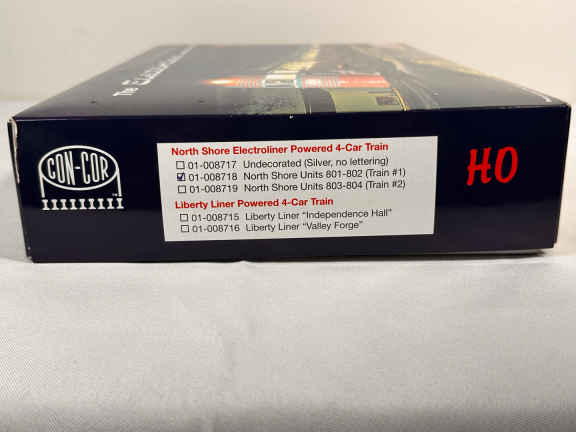 The
CON-COR
North Shore Electroliner Powered 4-Car Train
01-008717 Undecorated (Silver, no lettering)
01-008718 North Shore Units 801-802 (Train #1)
01-008719 North Shore Units 803-804 (Train #2)
Liberty Liner Powered 4-Car Train
01-008715 Liberty Liner “Independence Hall”
01-008716 Liberty Liner “Valley Forge”
HO